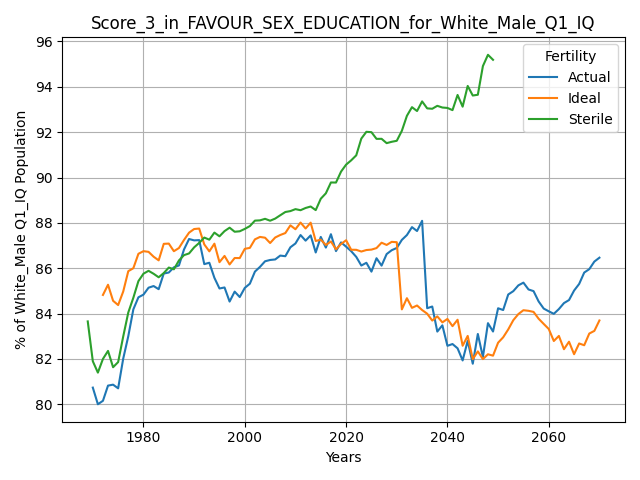 Score_3_in_FAVOUR_SEX_EDUCATION_for_White_Male_Q1_IQ
% of White_Male Q1_IQ Population
96
94
92
90
88
86
84
82
80
Fertility
Actual
Ideal
Sterile
1980
2000
2020
2040
2060
Years